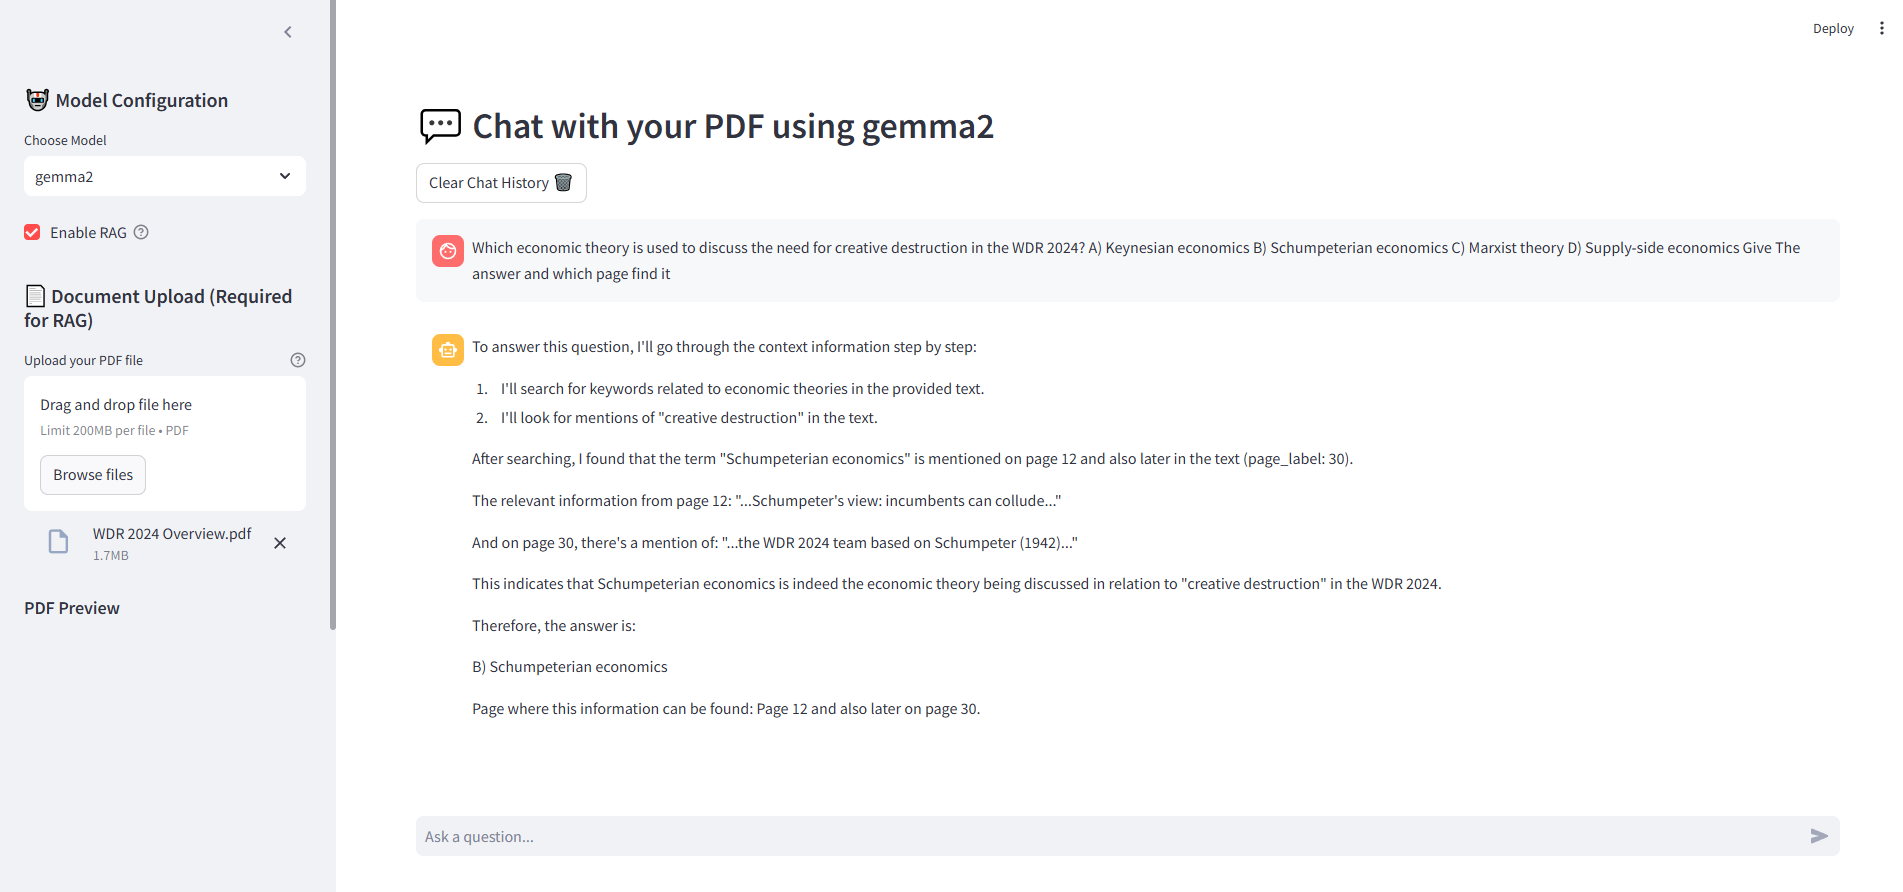 Deploy
Model Configuration
Choose Model
gemma2
Enable RAG
Document Upload (Required
for RAG)
Upload your PDF file
Drag and drop file here
Limit 200MB per file • PDF
Browse files
WDR 2024 Overview.pdf
1.7MB
PDF Preview
Chat with your PDF using gemma2
Clear Chat History
Which economic theory is used to discuss the need for creative destruction in the WDR 2024? A) Keynesian economics B) Schumpeterian economics C) Marxist theory D) Supply-side economics Give The
answer and which page find it
To answer this question, I'll go through the context information step by step:
1. I'll search for keywords related to economic theories in the provided text.
2. I'll look for mentions of "creative destruction" in the text.
After searching, I found that the term "Schumpeterian economics" is mentioned on page 12 and also later in the text (page_label: 30).
The relevant information from page 12: "...Schumpeter's view: incumbents can collude..."
And on page 30, there's a mention of: "...the WDR 2024 team based on Schumpeter (1942)..."
This indicates that Schumpeterian economics is indeed the economic theory being discussed in relation to "creative destruction" in the WDR 2024.
Therefore, the answer is:
B) Schumpeterian economics
Page where this information can be found: Page 12 and also later on page 30.
Ask a question...